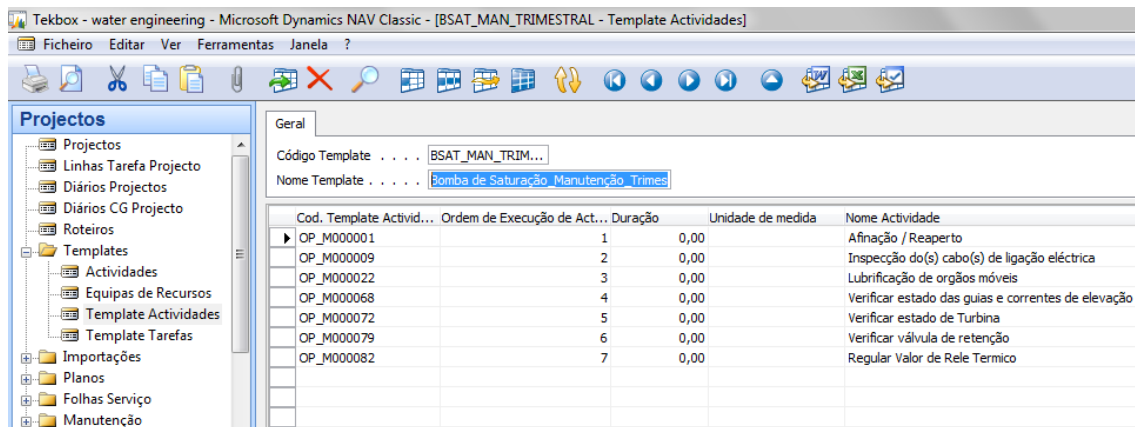 Tekbox - water engineering - Microsoft Dynamics NAV Classic - [BSAT_MAN_TRIMESTRAL - Template Actividades]
Ficheiro Editar Ver Ferramentas Janela ?
Projectos
Projectos
Linhas Tarefa Projecto
Diários Projectos
Diários CG Projecto
Roteiros
Templates
Actividades
Equipas de Recursos
Template Actividades
Template Tarefas
Importações
Planos
Folhas Serviço
Manutenção
Geral
Código Template . . . . BSAT_MAN_TRIM...
Nome Template . . . . . Bomba de Saturação_Manutenção_Trimes
Cod. Template Activid... Ordem de Execução de Act... Duração Unidade de medida Nome Actividade
OP_M000001 1 0,00 Afinação / Reaperto
OP_M000009 2 0,00 Inspecção do(s) cabo(s) de ligação eléctrica
OP_M000022 3 0,00 Lubrificação de orgãos móveis
OP_M000068 4 0,00 Verificar estado das guias e correntes de elevação
OP_M000072 5 0,00 Verificar estado de Turbina
OP_M000079 6 0,00 Verificar válvula de retenção
OP_M000082 7 0,00 Regular Valor de Rele Termico